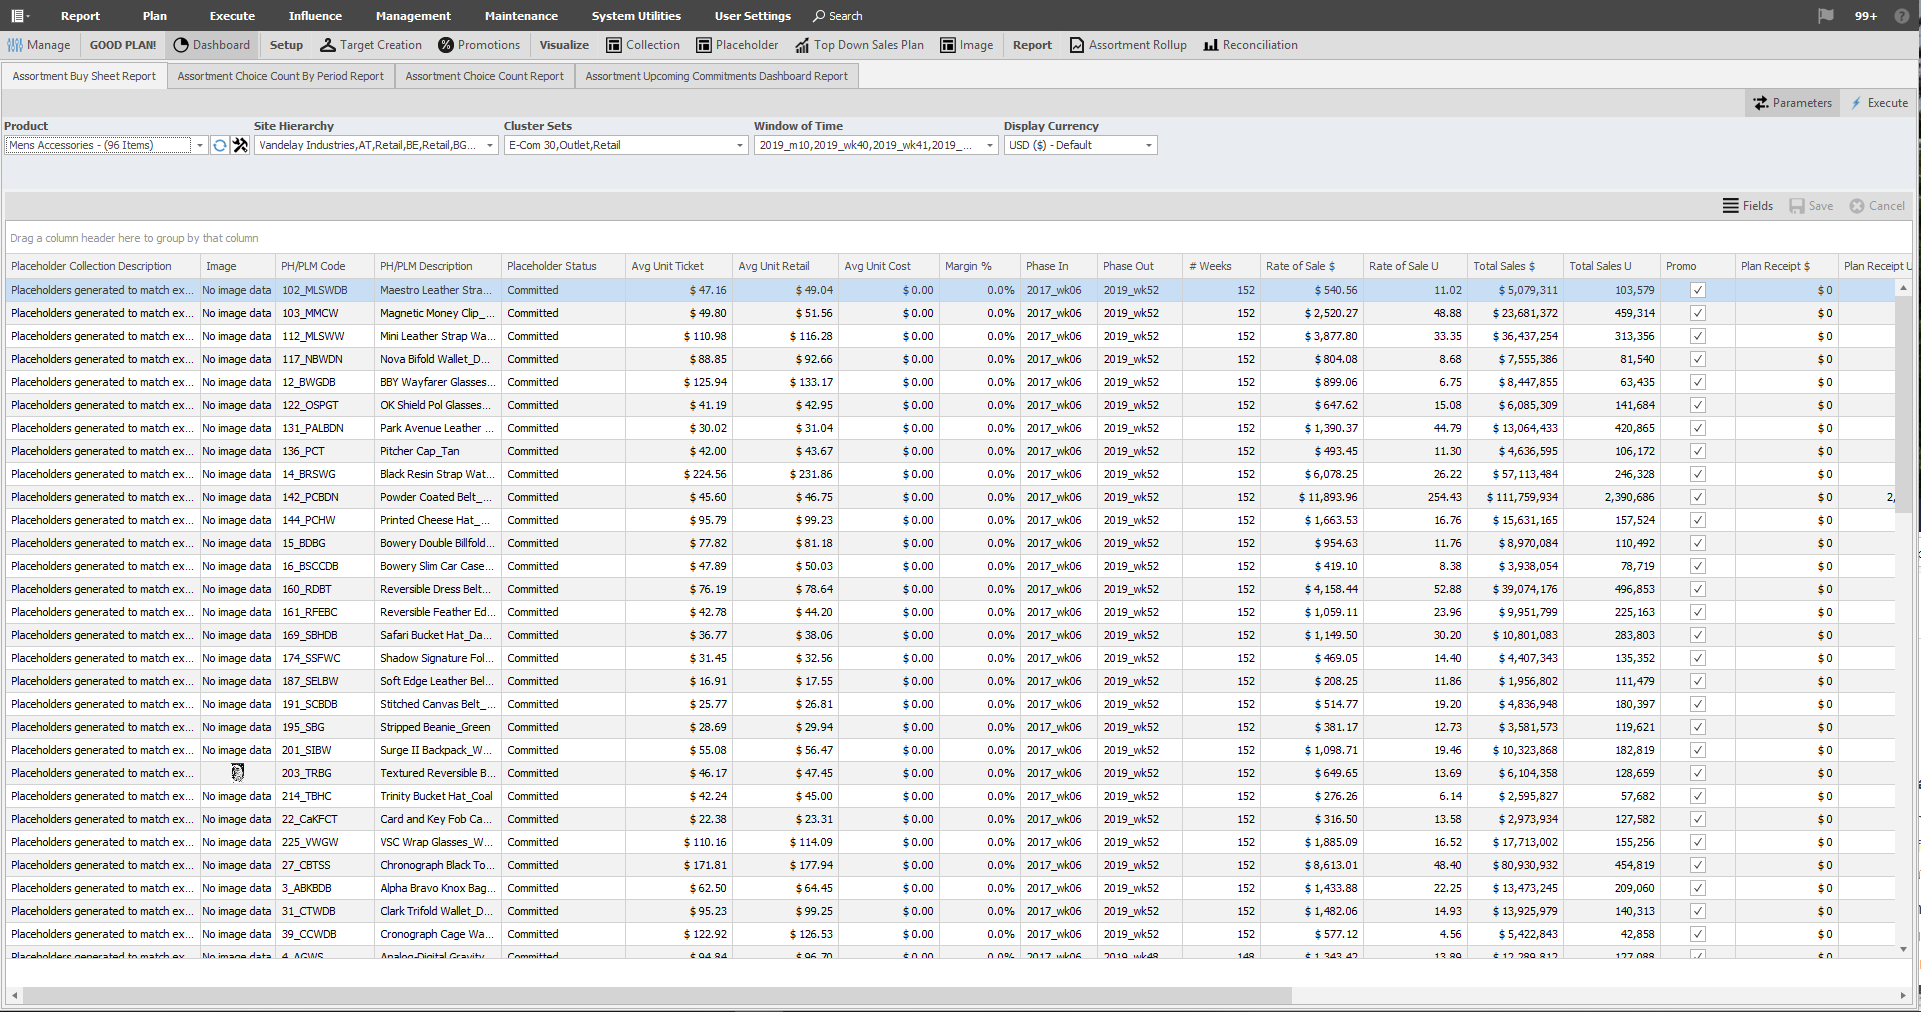 Report Plan Execute Influence Management Maintenance System Utilities User Settings Search 99+ ?
Manage GOOD PLAN! Dashboard Setup Target Creation Promotions Visualize Collection Placeholder Top Down Sales Plan Image Report Assortment Rollup Reconciliation
Assortment Buy Sheet Report Assortment Choice Count By Period Report Assortment Choice Count Report Assortment Upcoming Commitments Dashboard Report
Parameters Execute
Product Site Hierarchy Cluster Sets Window of Time Display Currency
Mens Accessories - (96 Items) Vandelay Industries,AT,Retail,BE,Retail,BG... E-Com 30,Outlet,Retail 2019_m10,2019_wk40,2019_wk41,2019_... USD ($) - Default
Fields Save Cancel
Drag a column header here to group by that column
Placeholder Collection Description Image PH/PLM Code PH/PLM Description Placeholder Status Avg Unit Ticket Avg Unit Retail Avg Unit Cost Margin % Phase In Phase Out # Weeks Rate of Sale $ Rate of Sale U Total Sales $ Total Sales U Promo Plan Receipt $ Plan Receipt U
Placeholders generated to match ex... No image data 102_MLSWDB Maestro Leather Stra... Committed $ 47.16 $ 49.04 $ 0.00 0.0% 2017_wk06 2019_wk52 152 $ 540.56 11.02 $ 5,079,311 103,579 $ 0
Placeholders generated to match ex... No image data 103_MMCW Magnetic Money Clip_... Committed $ 49.80 $ 51.56 $ 0.00 0.0% 2017_wk06 2019_wk52 152 $ 2,520.27 48.88 $ 23,681,372 459,314 $ 0
Placeholders generated to match ex... No image data 112_MLSWW Mini Leather Strap Wa... Committed $ 110.98 $ 116.28 $ 0.00 0.0% 2017_wk06 2019_wk52 152 $ 3,877.80 33.35 $ 36,437,254 313,356 $ 0
Placeholders generated to match ex... No image data 117_NBWDN Nova Bifold Wallet_D... Committed $ 88.85 $ 92.66 $ 0.00 0.0% 2017_wk06 2019_wk52 152 $ 804.08 8.68 $ 7,555,386 81,540 $ 0
Placeholders generated to match ex... No image data 12_BWGDB BBY Wayfarer Glasses... Committed $ 125.94 $ 133.17 $ 0.00 0.0% 2017_wk06 2019_wk52 152 $ 899.06 6.75 $ 8,447,855 63,435 $ 0
Placeholders generated to match ex... No image data 122_OSPGT OK Shield Pol Glasses... Committed $ 41.19 $ 42.95 $ 0.00 0.0% 2017_wk06 2019_wk52 152 $ 647.62 15.08 $ 6,085,309 141,684 $ 0
Placeholders generated to match ex... No image data 131_PALBDN Park Avenue Leather ... Committed $ 30.02 $ 31.04 $ 0.00 0.0% 2017_wk06 2019_wk52 152 $ 1,390.37 44.79 $ 13,064,433 420,865 $ 0
Placeholders generated to match ex... No image data 136_PCT Pitcher Cap_Tan Committed $ 42.00 $ 43.67 $ 0.00 0.0% 2017_wk06 2019_wk52 152 $ 493.45 11.30 $ 4,636,595 106,172 $ 0
Placeholders generated to match ex... No image data 14_BRSWG Black Resin Strap Wat... Committed $ 224.56 $ 231.86 $ 0.00 0.0% 2017_wk06 2019_wk52 152 $ 6,078.25 26.22 $ 57,113,484 246,328 $ 0
Placeholders generated to match ex... No image data 142_PCBDN Powder Coated Belt_... Committed $ 45.60 $ 46.75 $ 0.00 0.0% 2017_wk06 2019_wk52 152 $ 11,893.96 254.43 $ 111,759,934 2,390,686 $ 0 2,
Placeholders generated to match ex... No image data 144_PCHW Printed Cheese Hat_... Committed $ 95.79 $ 99.23 $ 0.00 0.0% 2017_wk06 2019_wk52 152 $ 1,663.53 16.76 $ 15,631,165 157,524 $ 0
Placeholders generated to match ex... No image data 15_BDBG Bowery Double Billfold... Committed $ 77.82 $ 81.18 $ 0.00 0.0% 2017_wk06 2019_wk52 152 $ 954.63 11.76 $ 8,970,084 110,492 $ 0
Placeholders generated to match ex... No image data 16_BSCCDB Bowery Slim Car Case... Committed $ 47.89 $ 50.03 $ 0.00 0.0% 2017_wk06 2019_wk52 152 $ 419.10 8.38 $ 3,938,054 78,719 $ 0
Placeholders generated to match ex... No image data 160_RDBT Reversible Dress Belt... Committed $ 76.19 $ 78.64 $ 0.00 0.0% 2017_wk06 2019_wk52 152 $ 4,158.44 52.88 $ 39,074,176 496,853 $ 0
Placeholders generated to match ex... No image data 161_RFEBC Reversible Feather Ed... Committed $ 42.78 $ 44.20 $ 0.00 0.0% 2017_wk06 2019_wk52 152 $ 1,059.11 23.96 $ 9,951,799 225,163 $ 0
Placeholders generated to match ex... No image data 169_SBHDB Safari Bucket Hat_Da... Committed $ 36.77 $ 38.06 $ 0.00 0.0% 2017_wk06 2019_wk52 152 $ 1,149.50 30.20 $ 10,801,083 283,803 $ 0
Placeholders generated to match ex... No image data 174_SSFWC Shadow Signature Fol... Committed $ 31.45 $ 32.56 $ 0.00 0.0% 2017_wk06 2019_wk52 152 $ 469.05 14.40 $ 4,407,343 135,352 $ 0
Placeholders generated to match ex... No image data 187_SELBW Soft Edge Leather Bel... Committed $ 16.91 $ 17.55 $ 0.00 0.0% 2017_wk06 2019_wk52 152 $ 208.25 11.86 $ 1,956,802 111,479 $ 0
Placeholders generated to match ex... No image data 191_SCBDB Stitched Canvas Belt_... Committed $ 25.77 $ 26.81 $ 0.00 0.0% 2017_wk06 2019_wk52 152 $ 514.77 19.20 $ 4,836,948 180,397 $ 0
Placeholders generated to match ex... No image data 195_SBG Stripped Beanie_Green Committed $ 28.69 $ 29.94 $ 0.00 0.0% 2017_wk06 2019_wk52 152 $ 381.17 12.73 $ 3,581,573 119,621 $ 0
Placeholders generated to match ex... No image data 201_SIBW Surge II Backpack_W... Committed $ 55.08 $ 56.47 $ 0.00 0.0% 2017_wk06 2019_wk52 152 $ 1,098.71 19.46 $ 10,323,868 182,819 $ 0
Placeholders generated to match ex... 203_TRBG Textured Reversible B... Committed $ 46.17 $ 47.45 $ 0.00 0.0% 2017_wk06 2019_wk52 152 $ 649.65 13.69 $ 6,104,358 128,659 $ 0
Placeholders generated to match ex... No image data 214_TBHC Trinity Bucket Hat_Coal Committed $ 42.24 $ 45.00 $ 0.00 0.0% 2017_wk06 2019_wk52 152 $ 276.26 6.14 $ 2,595,827 57,682 $ 0
Placeholders generated to match ex... No image data 22_CaKFCT Card and Key Fob Ca... Committed $ 22.38 $ 23.31 $ 0.00 0.0% 2017_wk06 2019_wk52 152 $ 316.50 13.58 $ 2,973,934 127,582 $ 0
Placeholders generated to match ex... No image data 225_VWGW VSC Wrap Glasses_W... Committed $ 110.16 $ 114.09 $ 0.00 0.0% 2017_wk06 2019_wk52 152 $ 1,885.09 16.52 $ 17,713,002 155,256 $ 0
Placeholders generated to match ex... No image data 27_CBTSS Chronograph Black To... Committed $ 171.81 $ 177.94 $ 0.00 0.0% 2017_wk06 2019_wk52 152 $ 8,613.01 48.40 $ 80,930,932 454,819 $ 0
Placeholders generated to match ex... No image data 3_ABKBDB Alpha Bravo Knox Bag... Committed $ 62.50 $ 64.45 $ 0.00 0.0% 2017_wk06 2019_wk52 152 $ 1,433.88 22.25 $ 13,473,245 209,060 $ 0
Placeholders generated to match ex... No image data 31_CTWDB Clark Trifold Wallet_D... Committed $ 95.23 $ 99.25 $ 0.00 0.0% 2017_wk06 2019_wk52 152 $ 1,482.06 14.93 $ 13,925,979 140,313 $ 0
Placeholders generated to match ex... No image data 39_CCWDB Cronograph Cage Wa... Committed $ 122.92 $ 126.53 $ 0.00 0.0% 2017_wk06 2019_wk52 152 $ 577.12 4.56 $ 5,422,843 42,858 $ 0
Placeholders generated to match ex... No image data 4_AGWS Analog-Digital Gravity Committed $ 94.84 $ 96.70 $ 0.00 0.0% 2017_wk06 2019_wk48 148 $ 1,343.42 13.89 $ 12,289,812 127,088 $ 0